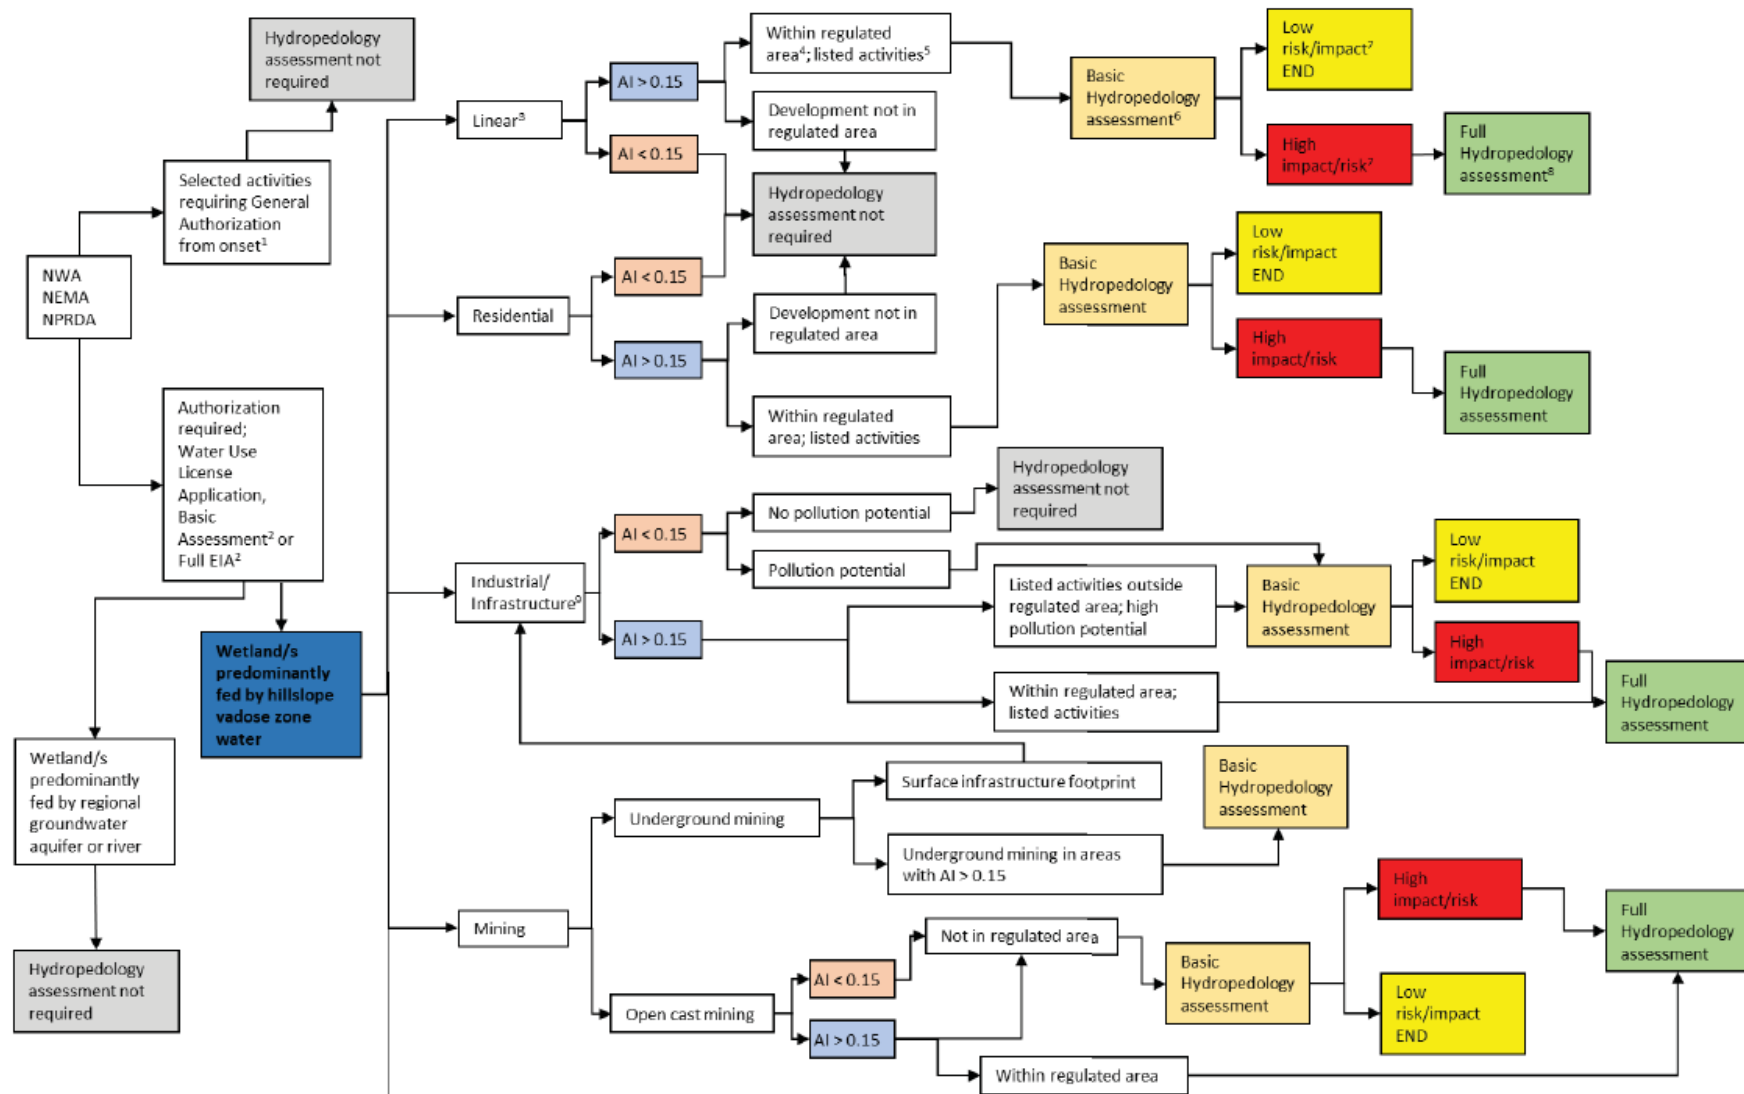 Hydropedology
assessment not
required
Selected activities
requiring General
Authorization
from onset¹
NWA
NEMA
NPRDA
Authorization
required;
Water Use
License
Application,
Basic
Assessment² or
Full EIA²
Wetland/s
predominantly
fed by hillslope
vadose zone
water
Wetland/s
predominantly
fed by regional
groundwater
aquifer or river
Hydropedology
assessment not
required
Linear³
AI > 0.15
AI < 0.15
Within regulated
area⁴; listed activities⁵
Development not in
regulated area
Hydropedology
assessment not
required
Basic
Hydropedology
assessment⁶
Low
risk/impact⁷
END
High
impact/risk⁷
Full
Hydropedology
assessment⁸
Residential
AI < 0.15
AI > 0.15
Development not in
regulated area
Within regulated
area; listed activities
Basic
Hydropedology
assessment
Low
risk/impact
END
High
impact/risk
Full
Hydropedology
assessment
Industrial/
Infrastructure⁹
AI < 0.15
AI > 0.15
No pollution potential
Pollution potential
Hydropedology
assessment not
required
Listed activities outside
regulated area; high
pollution potential
Within regulated area;
listed activities
Basic
Hydropedology
assessment
Low
risk/impact
END
High
impact/risk
Full
Hydropedology
assessment
Mining
Underground mining
Surface infrastructure footprint
Underground mining in areas
with AI > 0.15
Basic
Hydropedology
assessment
Open cast mining
AI < 0.15
AI > 0.15
Not in regulated area
Within regulated area
Basic
Hydropedology
assessment
High
impact/risk
Low
risk/impact
END
Full
Hydropedology
assessment